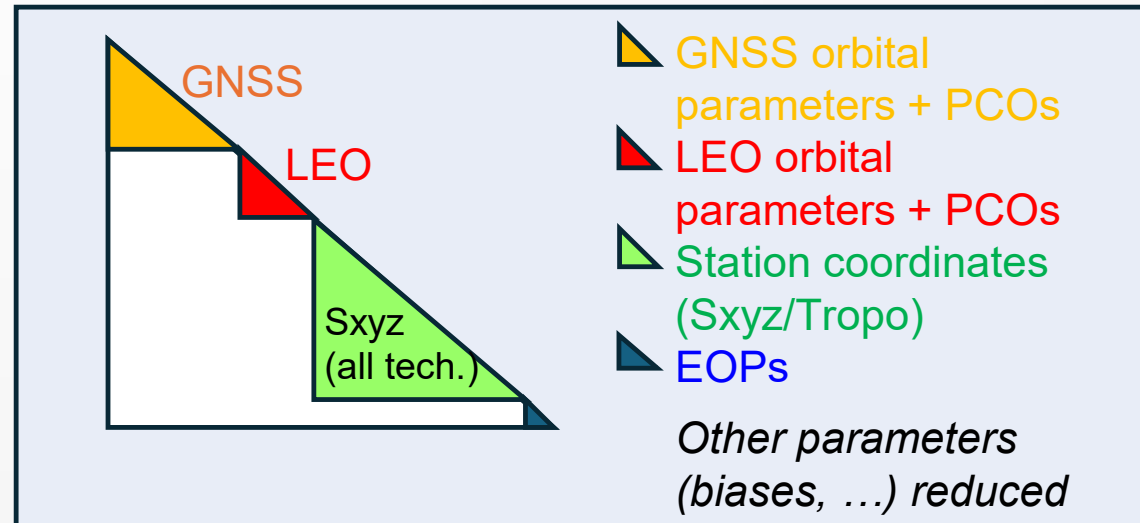 GNSS
LEO
Sxyz
(all tech.)
GNSS orbital
parameters + PCOs
LEO orbital
parameters + PCOs
Station coordinates
(Sxyz/Tropo)
EOPs
Other parameters
(biases, …) reduced